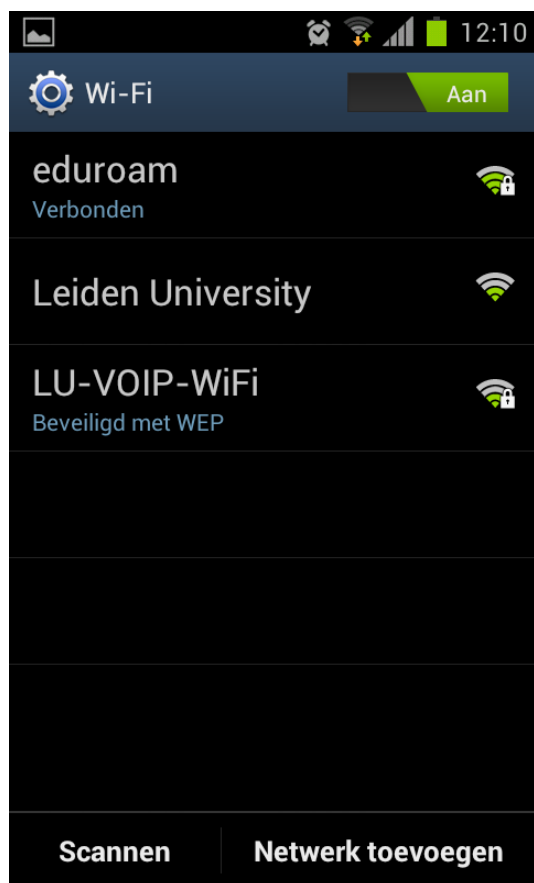 12:10
Wi-Fi
Aan
eduroam
Verbonden
Leiden University
LU-VOIP-WiFi
Beveiligd met WEP
Scannen
Netwerk toevoegen